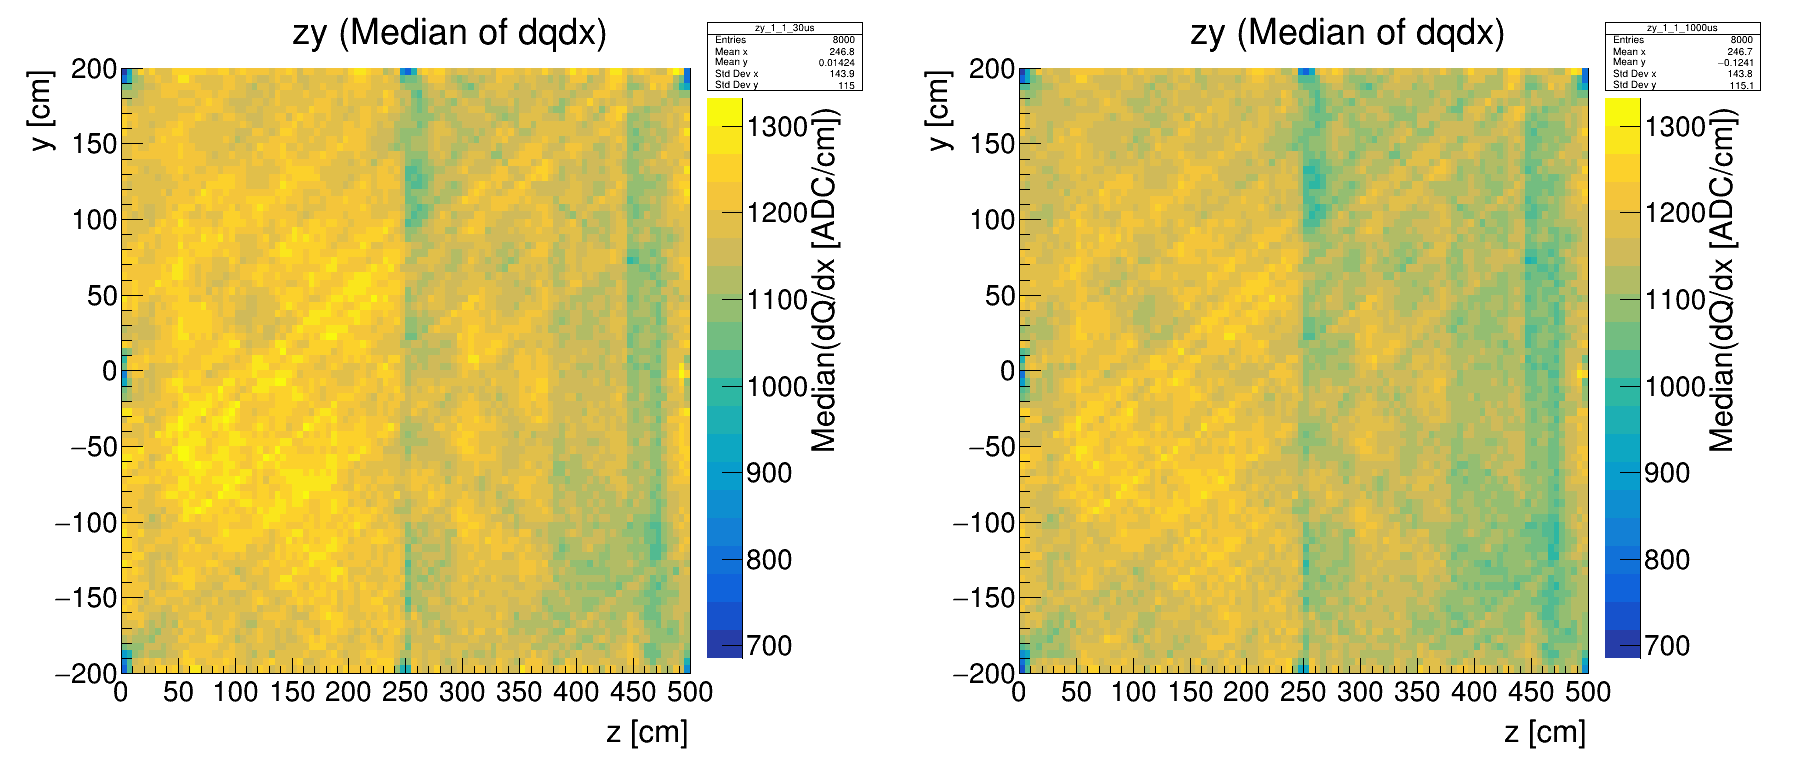 zy (Median of dqdx)
zy_1_1_30us
Entries 8000
Mean x 246.8
Mean y 0.01424
Std Dev x 143.9
Std Dev y 115
y [cm]
200
150
100
50
0
−50
−100
−150
−200
0 50 100 150 200 250 300 350 400 450 500
z [cm]
1300
1200
1100
1000
900
800
700
Median(dQ/dx [ADC/cm])
zy (Median of dqdx)
zy_1_1_1000us
Entries 8000
Mean x 246.7
Mean y −0.1241
Std Dev x 143.8
Std Dev y 115.1
y [cm]
200
150
100
50
0
−50
−100
−150
−200
0 50 100 150 200 250 300 350 400 450 500
z [cm]
1300
1200
1100
1000
900
800
700
Median(dQ/dx [ADC/cm])